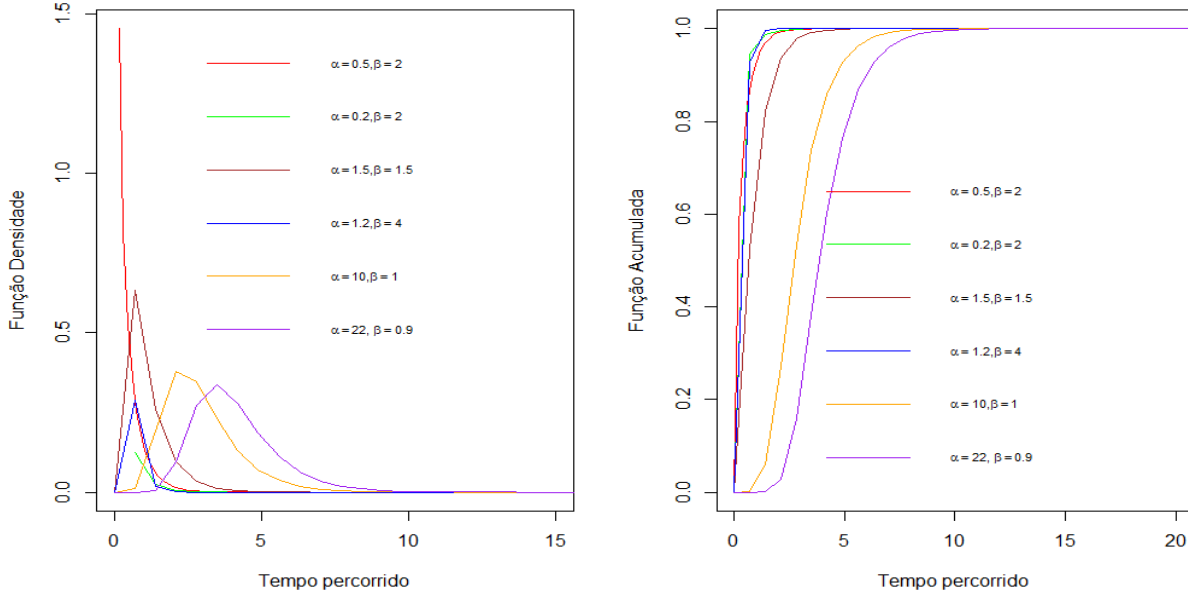 Função Densidade
0.0
0.5
1.0
1.5
α = 0.5,β = 2
α = 0.2,β = 2
α = 1.5,β = 1.5
α = 1.2,β = 4
α = 10,β = 1
α = 22, β = 0.9
0 5 10 15
Tempo percorrido
Função Acumulada
0.0
0.2
0.4
0.6
0.8
1.0
α = 0.5,β = 2
α = 0.2,β = 2
α = 1.5,β = 1.5
α = 1.2,β = 4
α = 10,β = 1
α = 22, β = 0.9
0 5 10 15 20
Tempo percorrido